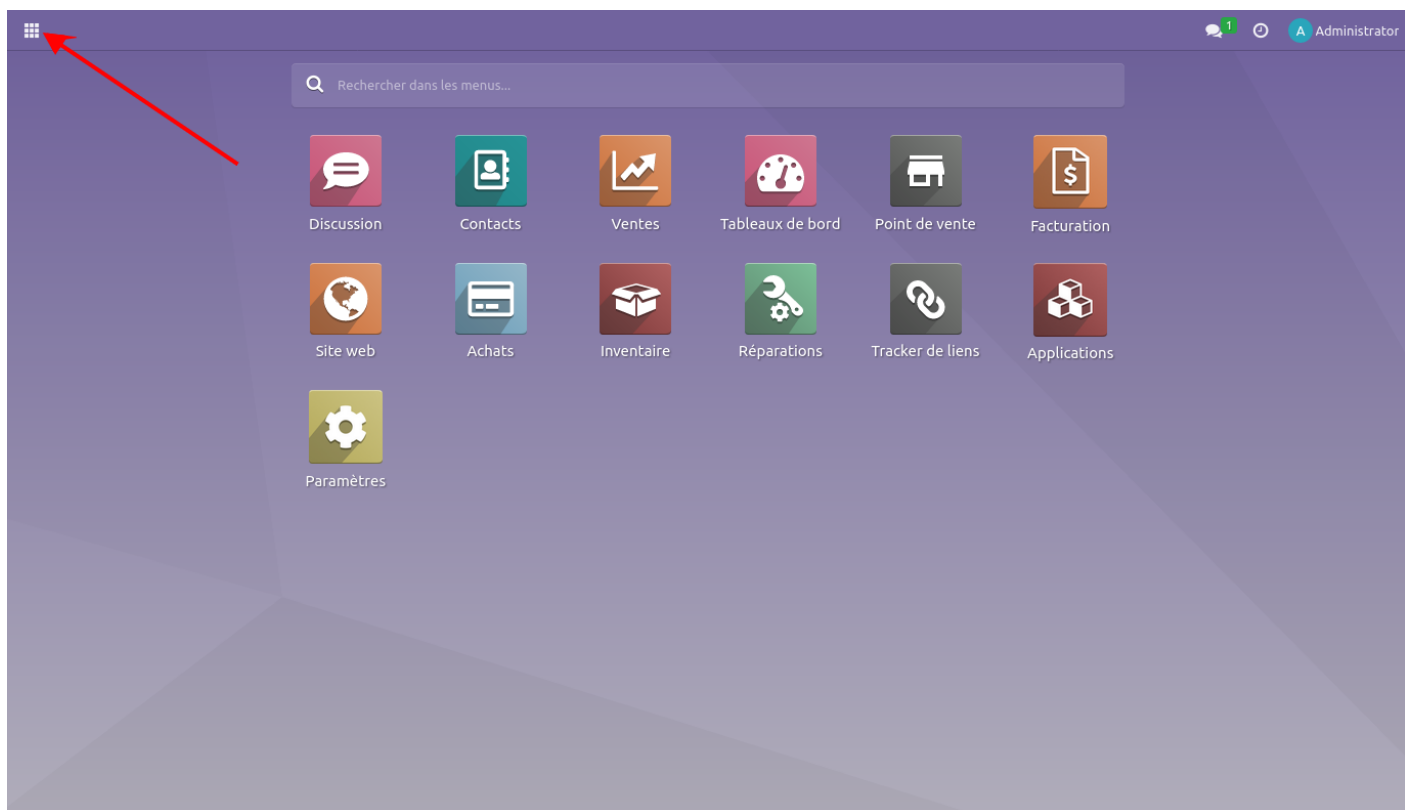 1 A Administrator
Rechercher dans les menus...
Discussion Contacts Ventes Tableaux de bord Point de vente Facturation
Site web Achats Inventaire Réparations Tracker de liens Applications
Paramètres